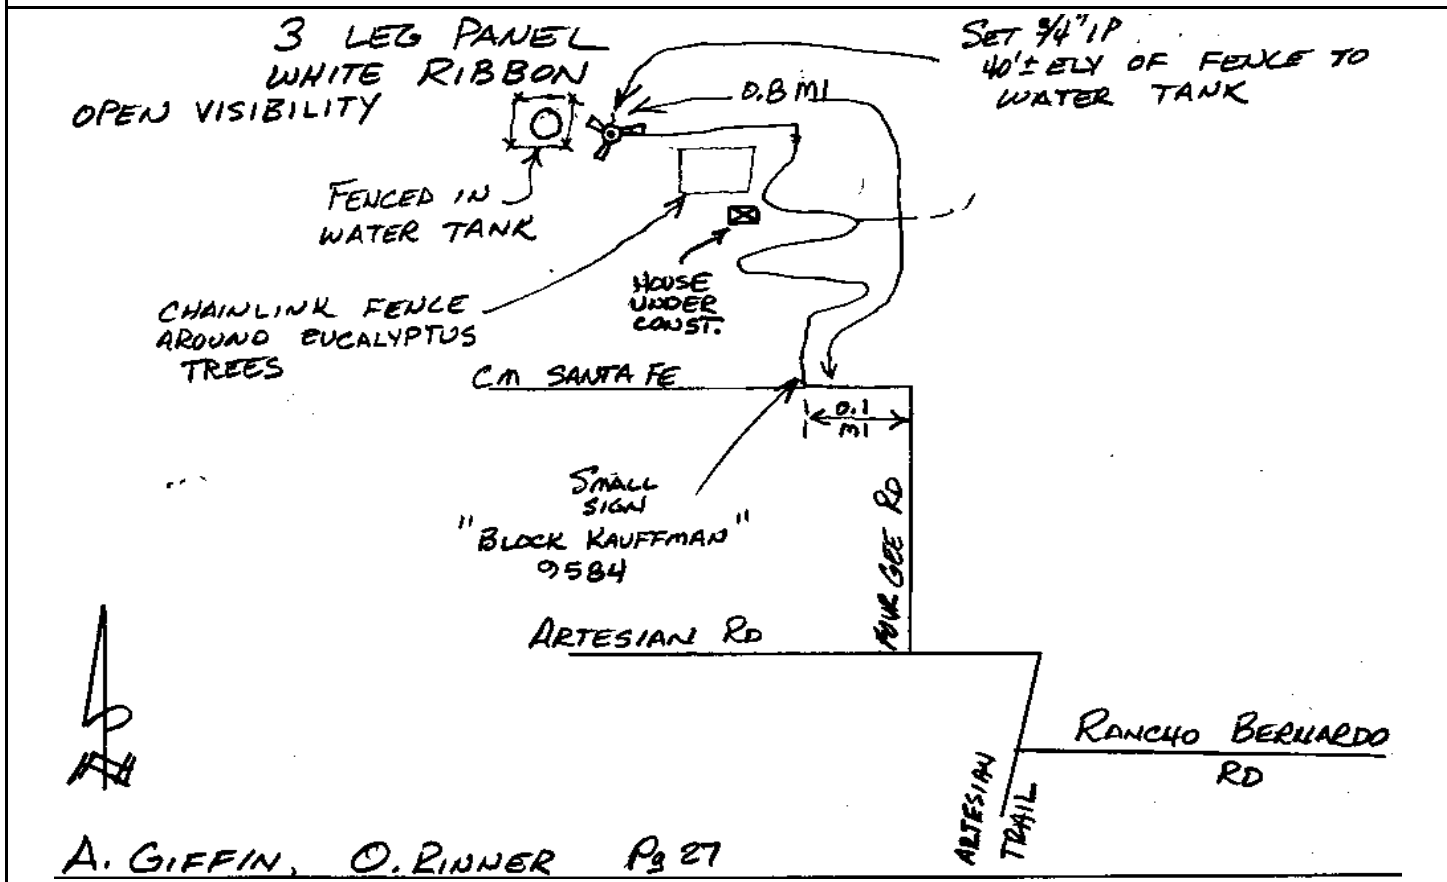 3 LEG PANEL
WHITE RIBBON
OPEN VISIBILITY
SET 3/4" IP
40'± ELY OF FENCE TO
WATER TANK
0.8 MI
FENCED IN
WATER TANK
HOUSE
UNDER
CONST.
CHAINLINK FENCE
AROUND EUCALYPTUS
TREES
CM SANTA FE
0.1
MI
SMALL
SIGN
"BLOCK KAUFFMAN"
9584
FOUR GEE RD
ARTESIAN RD
RANCHO BERNARDO
RD
ARTESIAN
TRAIL
N
A. GIFFIN, O. RINNER Pg 27